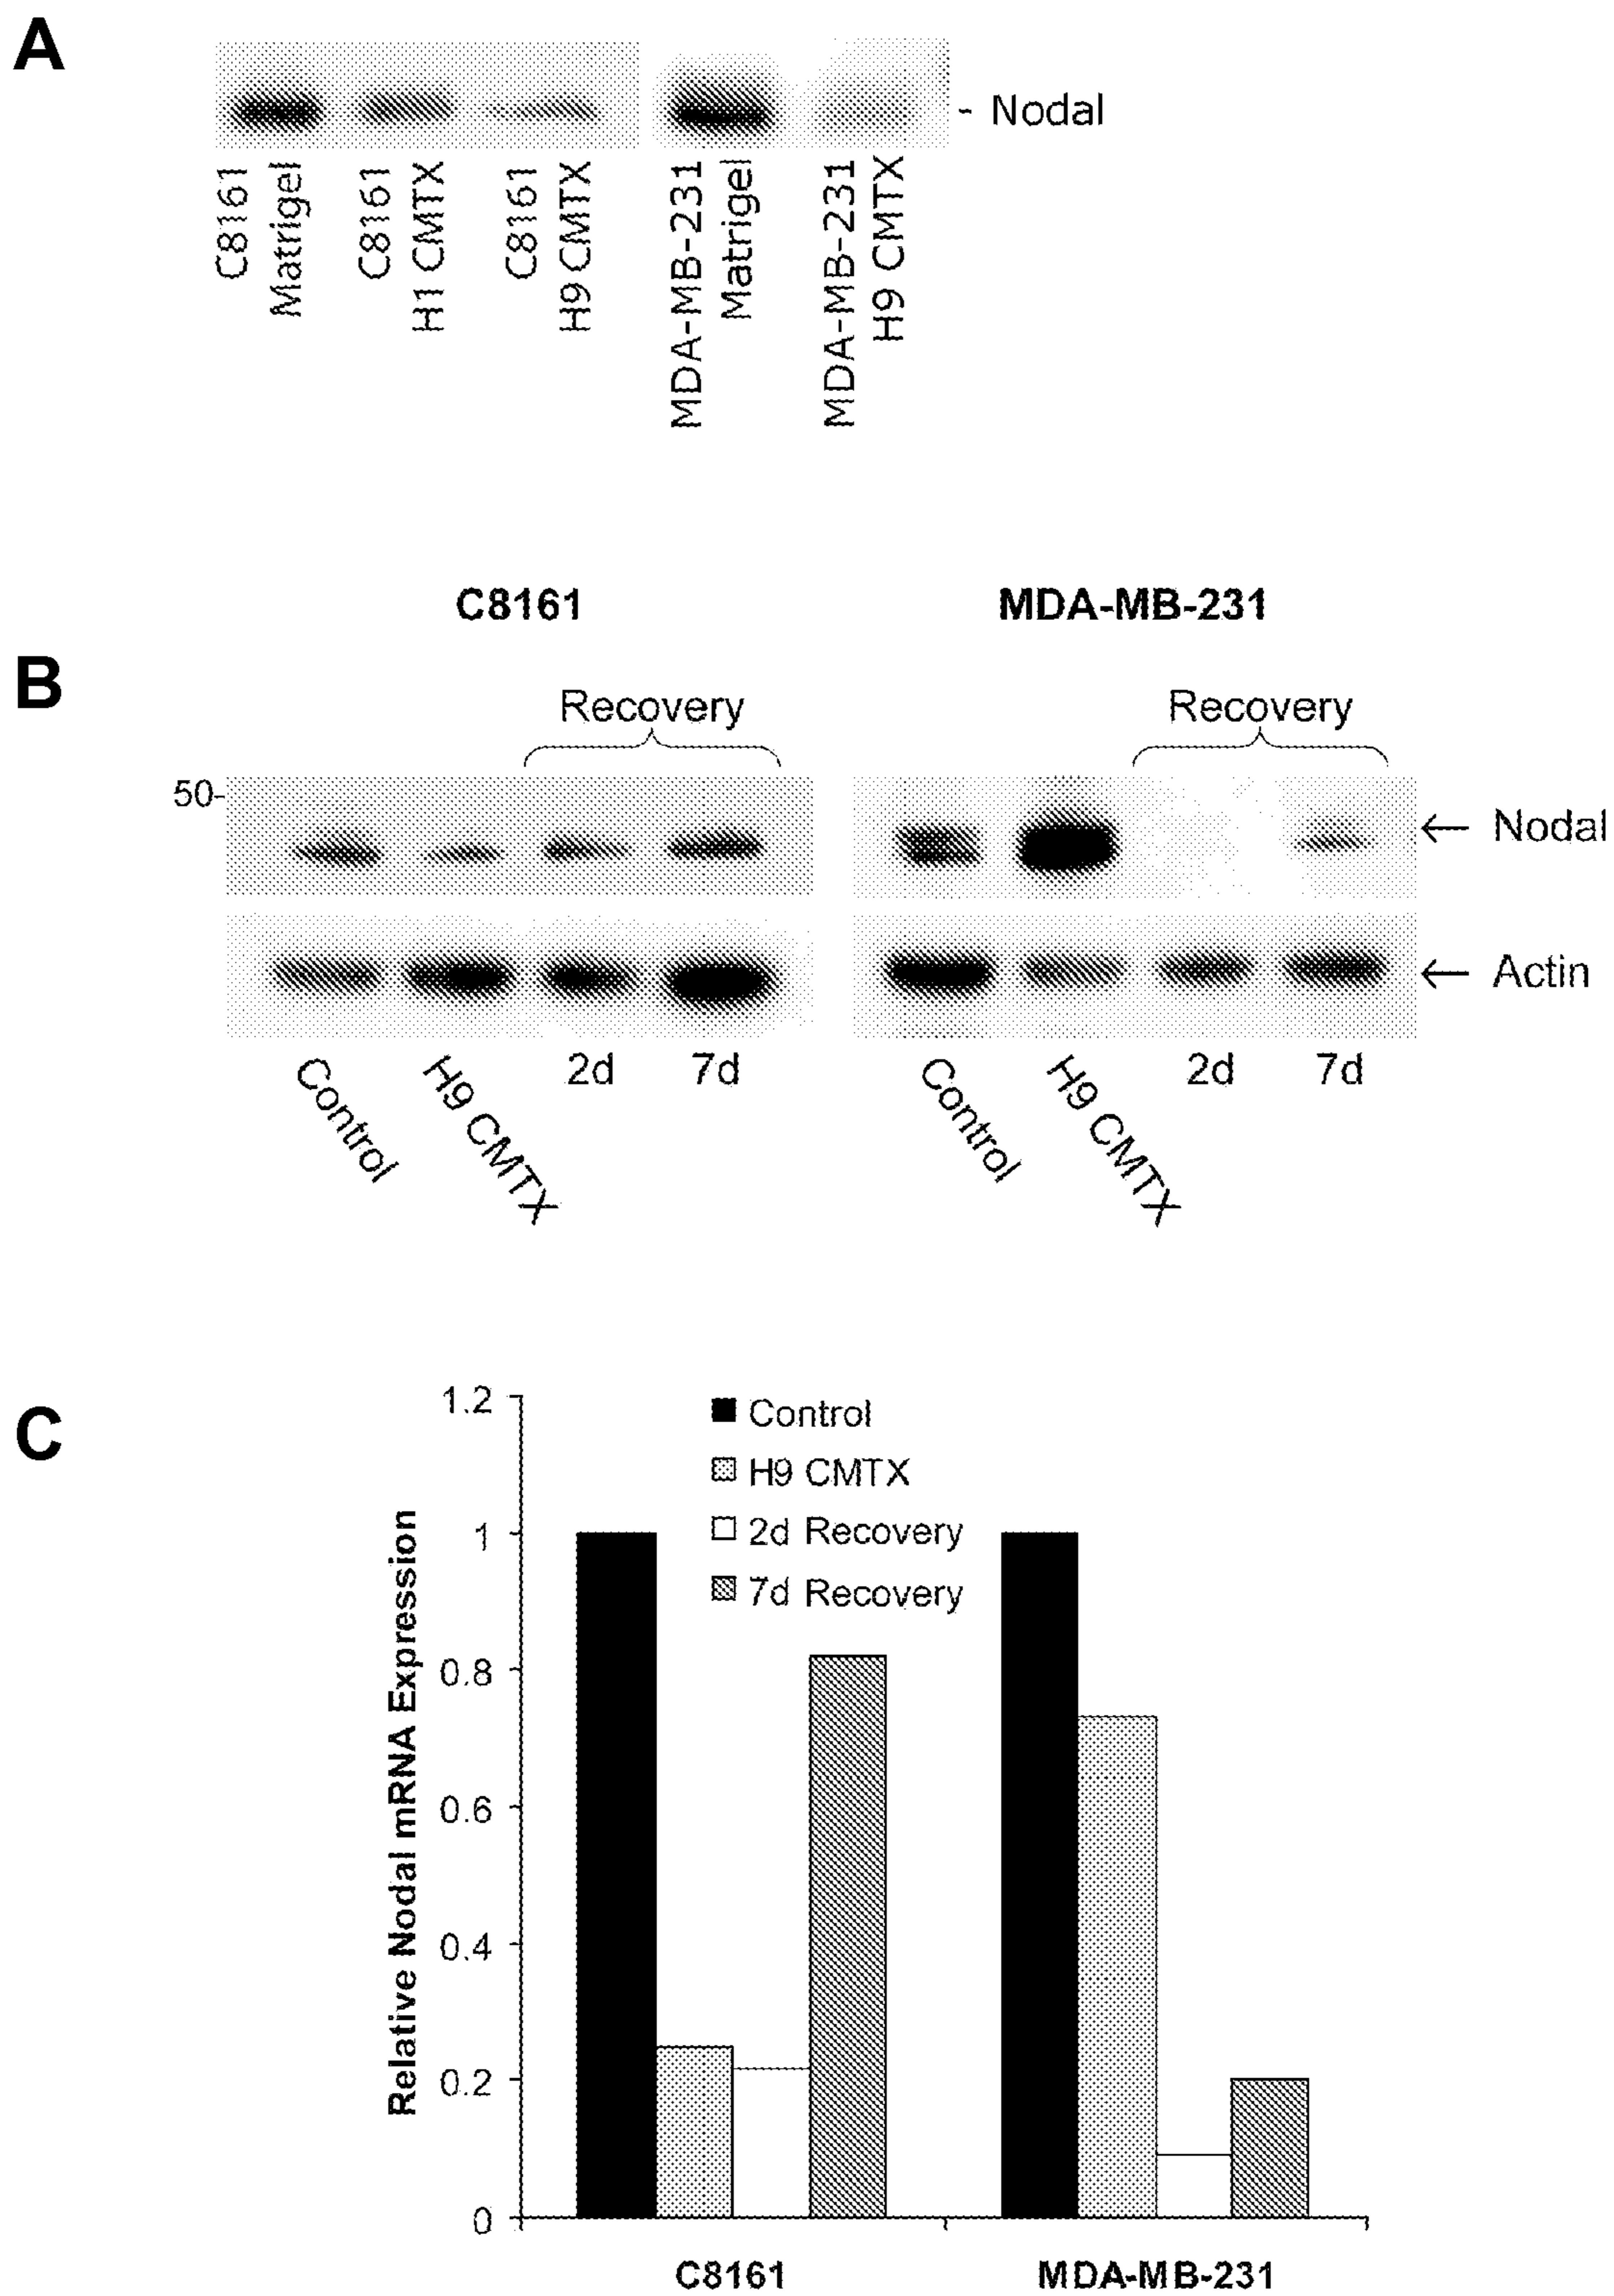 A
- Nodal
C8161
Matrigel
C8161
H1 CMTX
C8161
H9 CMTX
MDA-MB-231
Matrigel
MDA-MB-231
H9 CMTX
C8161
MDA-MB-231
B
Recovery
Recovery
50-
← Nodal
← Actin
Control
H9 CMTX
2d
7d
Control
H9 CMTX
2d
7d
C
Relative Nodal mRNA Expression
1.2
1
0.8
0.6
0.4
0.2
0
Control
H9 CMTX
2d Recovery
7d Recovery
C8161
MDA-MB-231